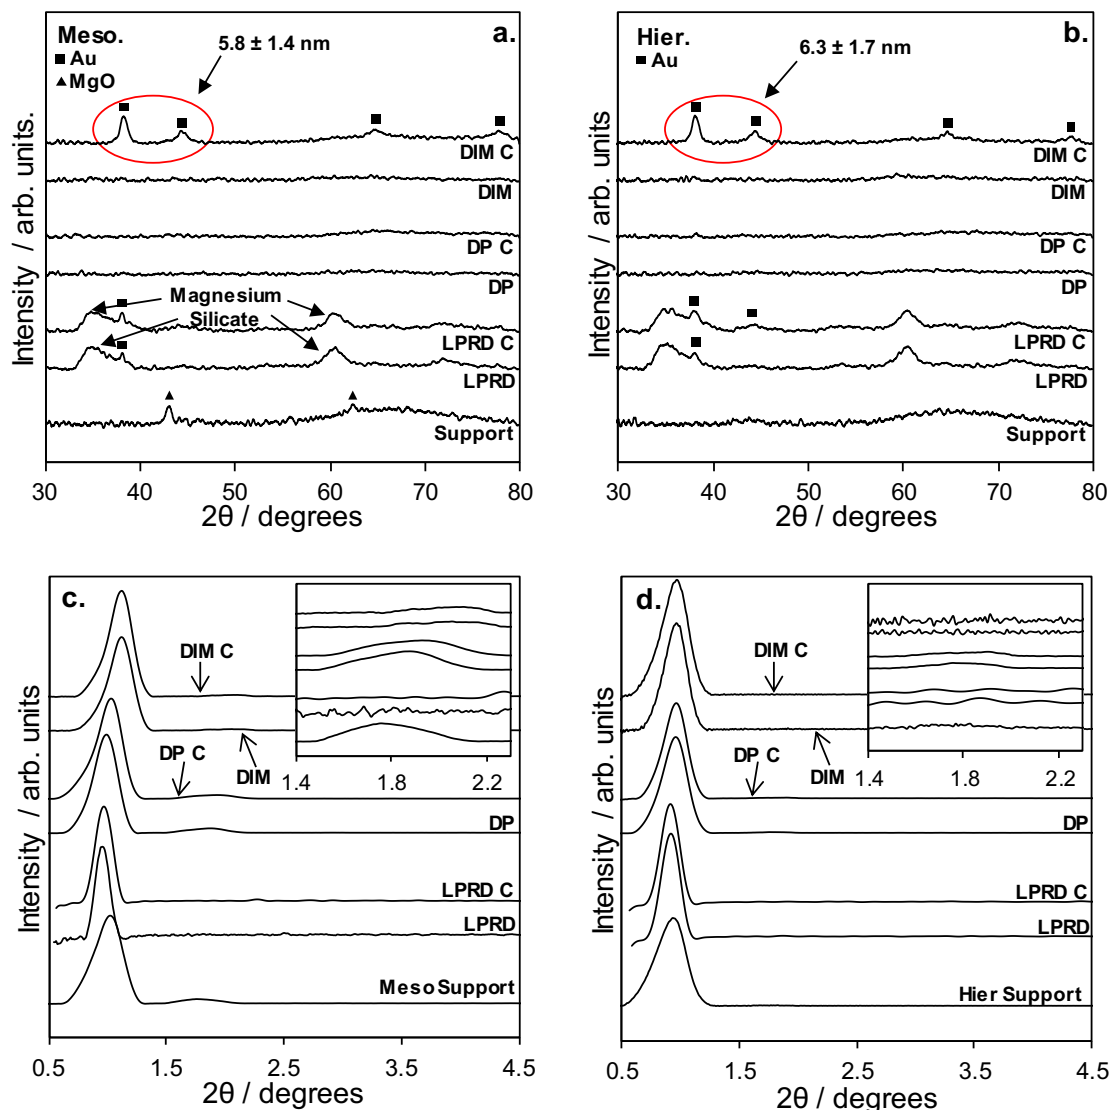 Meso.
■ Au
▲ MgO
5.8 ± 1.4 nm
a.
DIM C
DIM
DP C
DP
Magnesium
Silicate
LPRD C
LPRD
Support
Intensity / arb. units.
30 40 50 60 70 80
2θ / degrees
Hier.
■ Au
6.3 ± 1.7 nm
b.
DIM C
DIM
DP C
DP
LPRD C
LPRD
Support
Intensity / arb. units
30 40 50 60 70 80
2θ / degrees
c.
DIM C
DIM
DP C
DP
LPRD C
LPRD
Meso Support
1.4 1.8 2.2
Intensity / arb. units
0.5 1.5 2.5 3.5 4.5
2θ / degrees
d.
DIM C
DIM
DP C
DP
LPRD C
LPRD
Hier Support
1.4 1.8 2.2
Intensity / arb. units
0.5 1.5 2.5 3.5 4.5
2θ / degrees